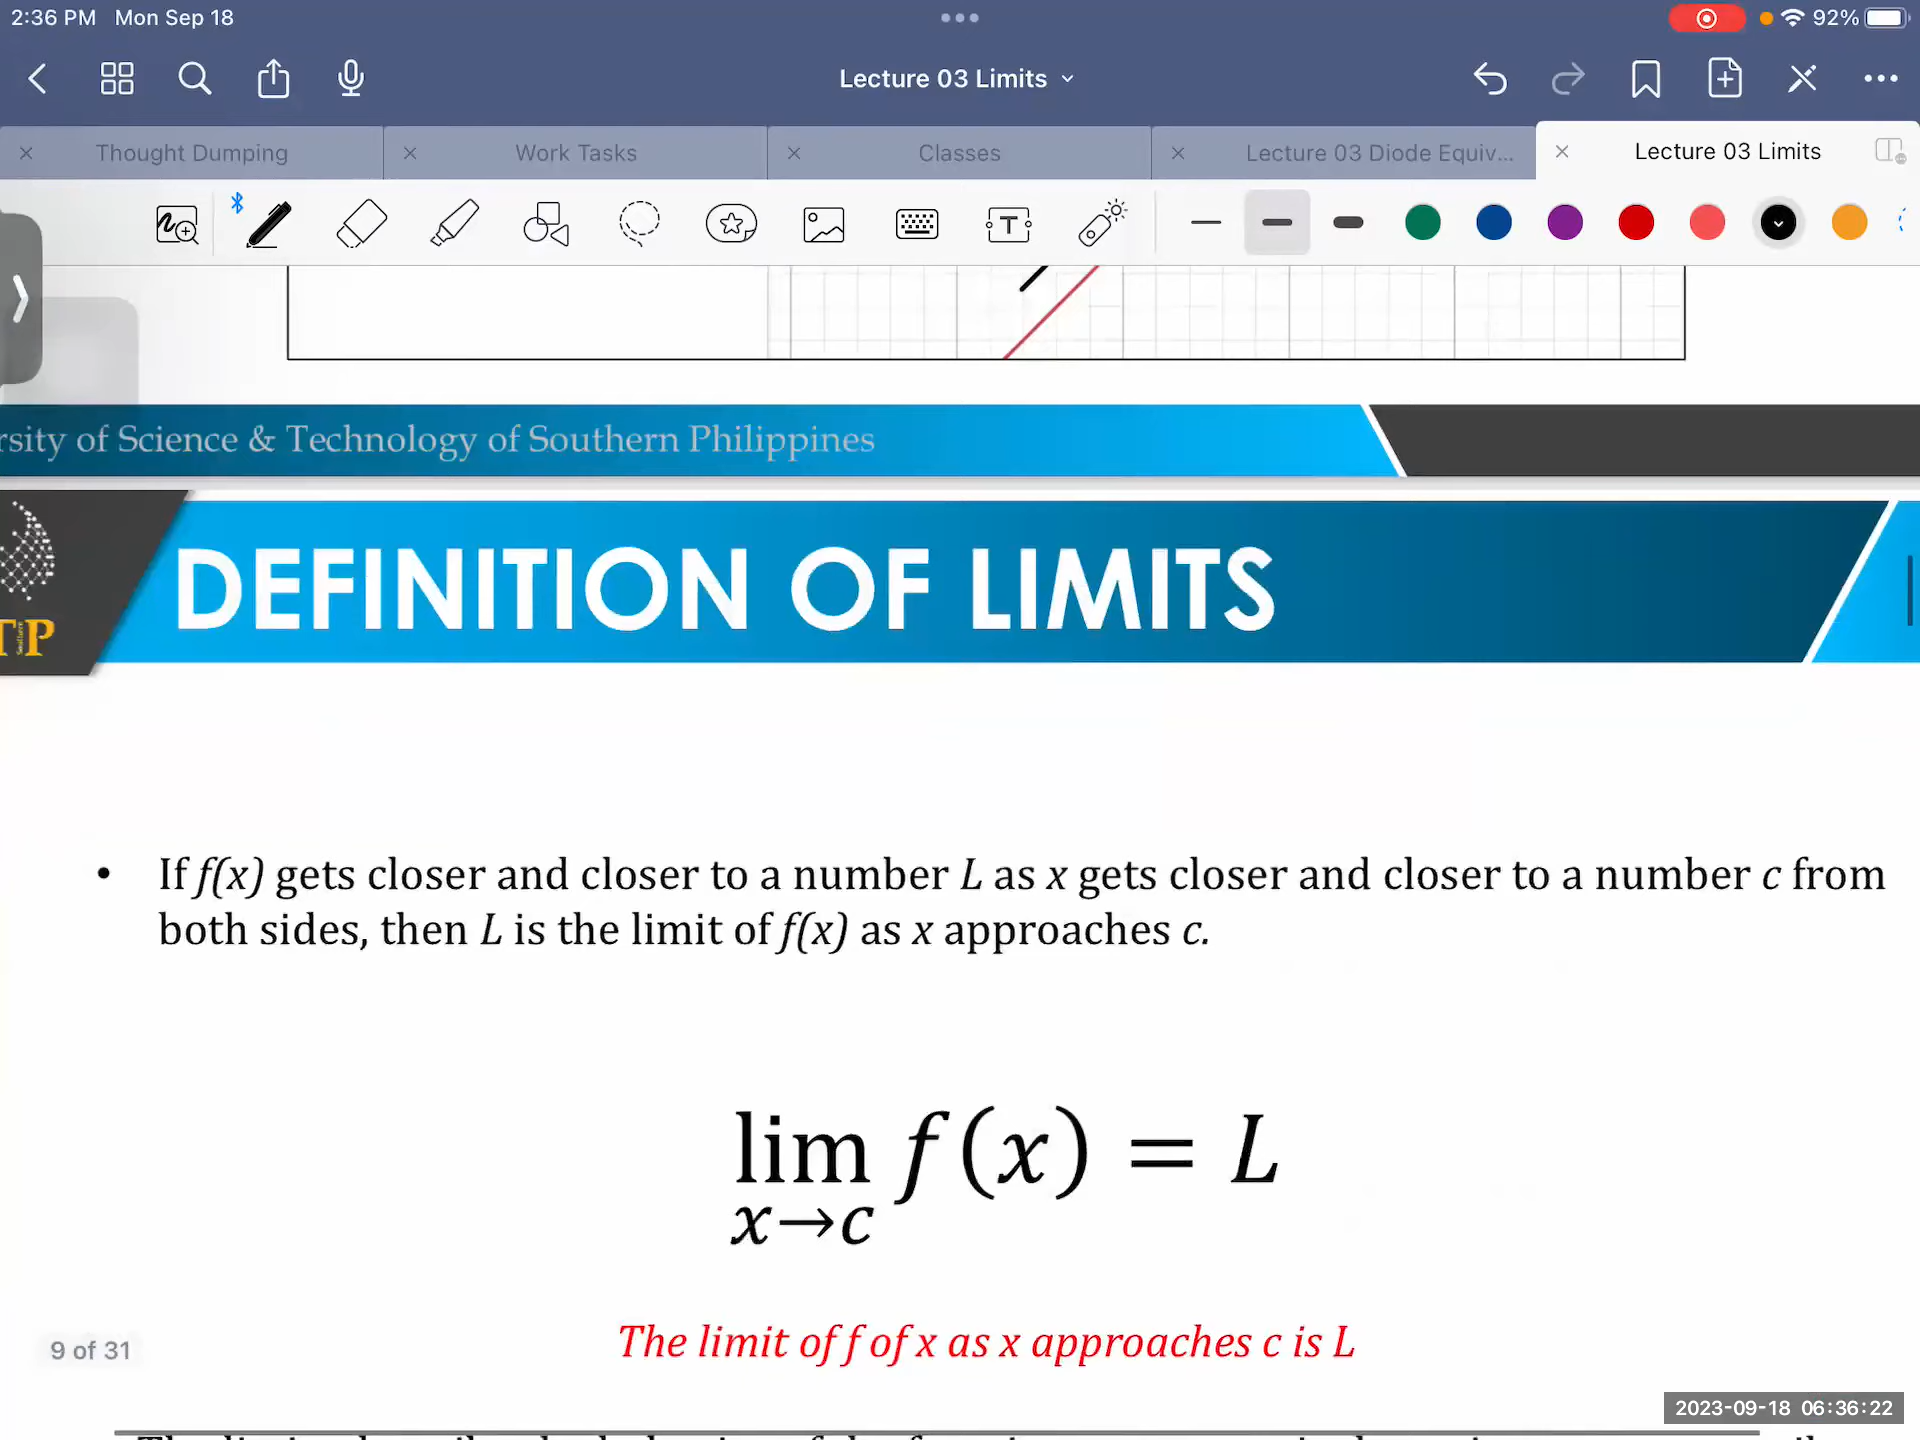 2:36 PM Mon Sep 18
92%
Lecture 03 Limits
Thought Dumping
Work Tasks
Classes
Lecture 03 Diode Equiv...
Lecture 03 Limits
rsity of Science & Technology of Southern Philippines
TP
DEFINITION OF LIMITS
• If f(x) gets closer and closer to a number L as x gets closer and closer to a number c from
both sides, then L is the limit of f(x) as x approaches c.
lim f(x) = L
x→c
The limit of f of x as x approaches c is L
9 of 31
2023-09-18 06:36:22